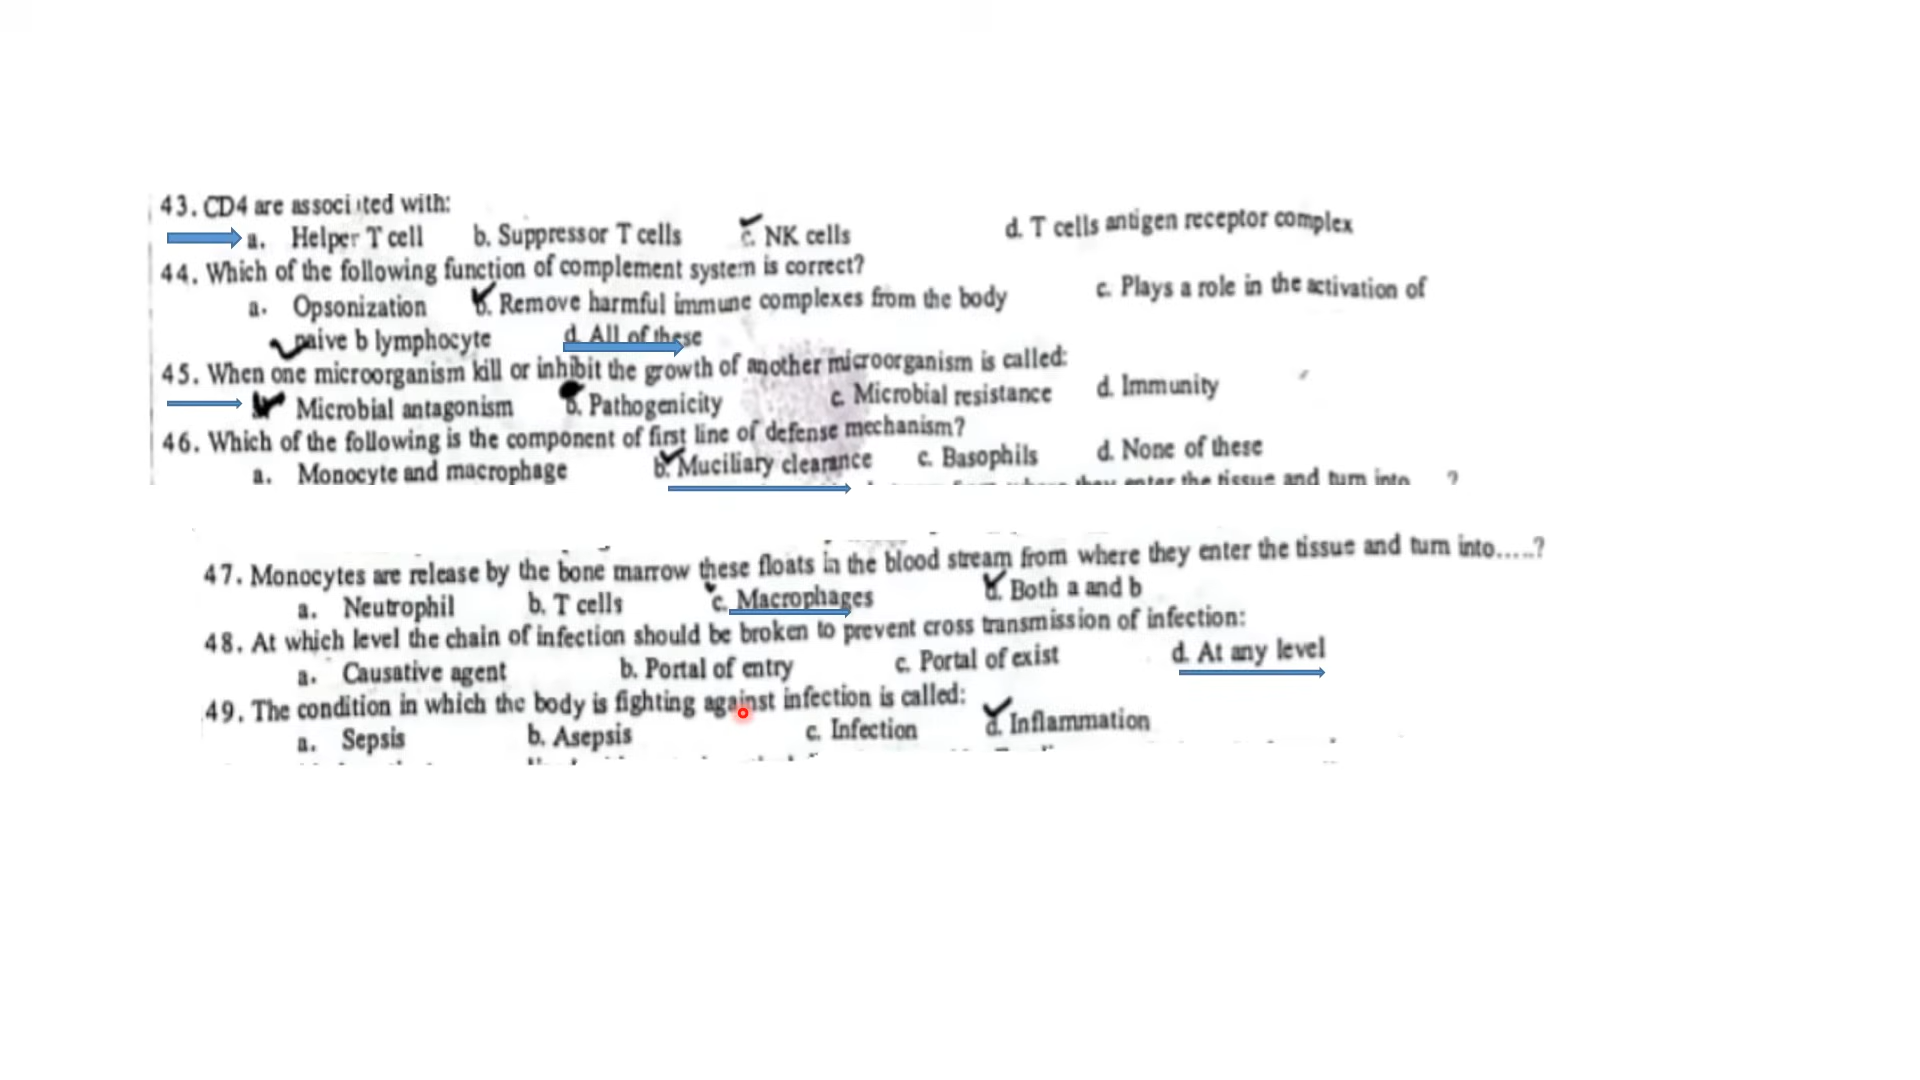 43. CD4 are associated with:
a. Helper T cell b. Suppressor T cells c. NK cells d. T cells antigen receptor complex
44. Which of the following function of complement system is correct?
a. Opsonization b. Remove harmful immune complexes from the body c. Plays a role in the activation of
naive b lymphocyte d. All of these
45. When one microorganism kill or inhibit the growth of another microorganism is called:
Microbial antagonism b. Pathogenicity c. Microbial resistance d. Immunity
46. Which of the following is the component of first line of defense mechanism?
a. Monocyte and macrophage b. Muciliary clearance c. Basophils d. None of these
they enter the tissue and turn into ?
47. Monocytes are release by the bone marrow these floats in the blood stream from where they enter the tissue and turn into.....?
a. Neutrophil b. T cells c. Macrophages d. Both a and b
48. At which level the chain of infection should be broken to prevent cross transmission of infection:
a. Causative agent b. Portal of entry c. Portal of exist d. At any level
49. The condition in which the body is fighting against infection is called:
a. Sepsis b. Asepsis c. Infection d. Inflammation